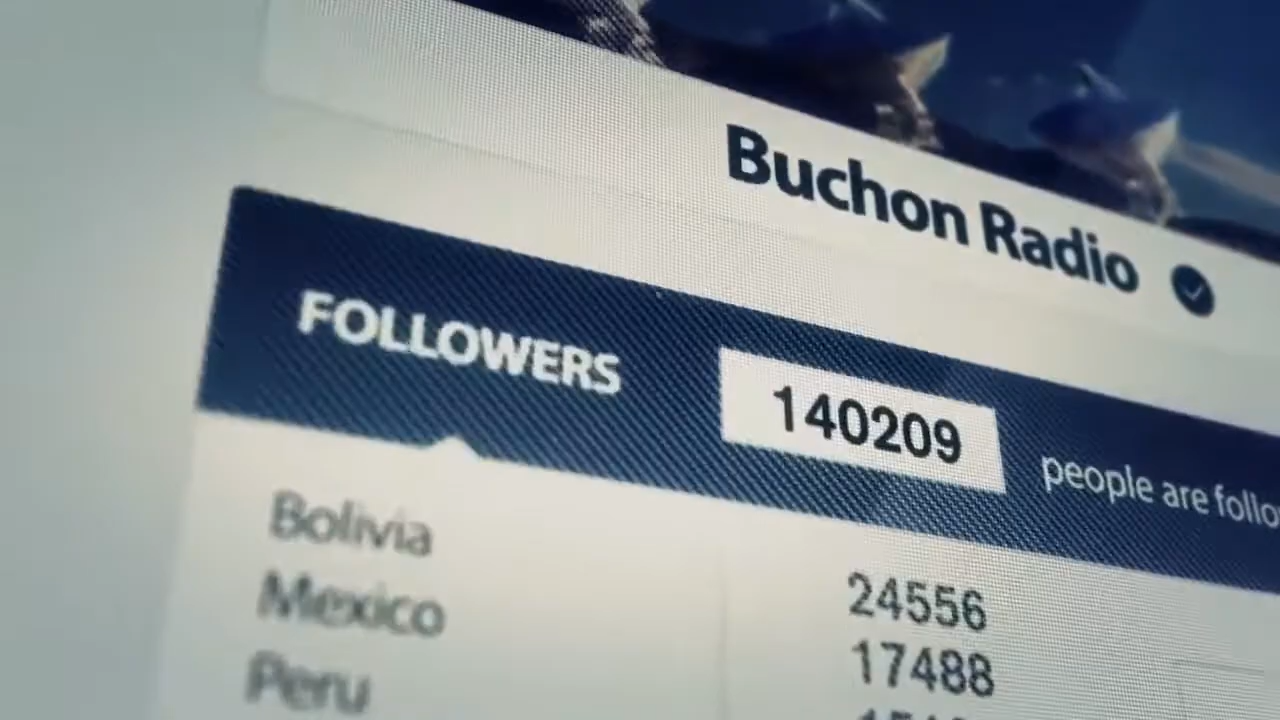 Buchon Radio
FOLLOWERS 140209 people are follo
Bolivia 24556
Mexico 17488
Peru